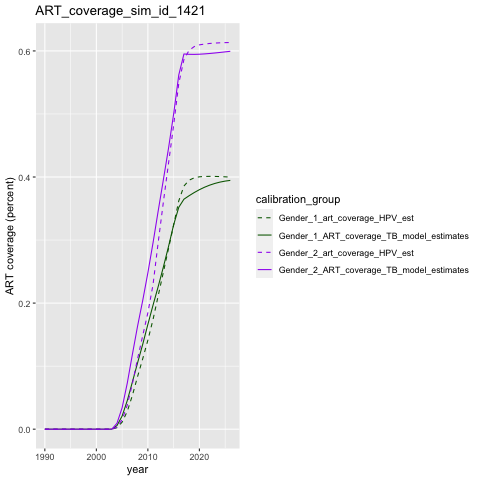 ART_coverage_sim_id_1421
0.6
0.4
0.2
0.0
ART coverage (percent)
1990
2000
2010
2020
year
calibration_group
Gender_1_art_coverage_HPV_est
Gender_1_ART_coverage_TB_model_estimates
Gender_2_art_coverage_HPV_est
Gender_2_ART_coverage_TB_model_estimates